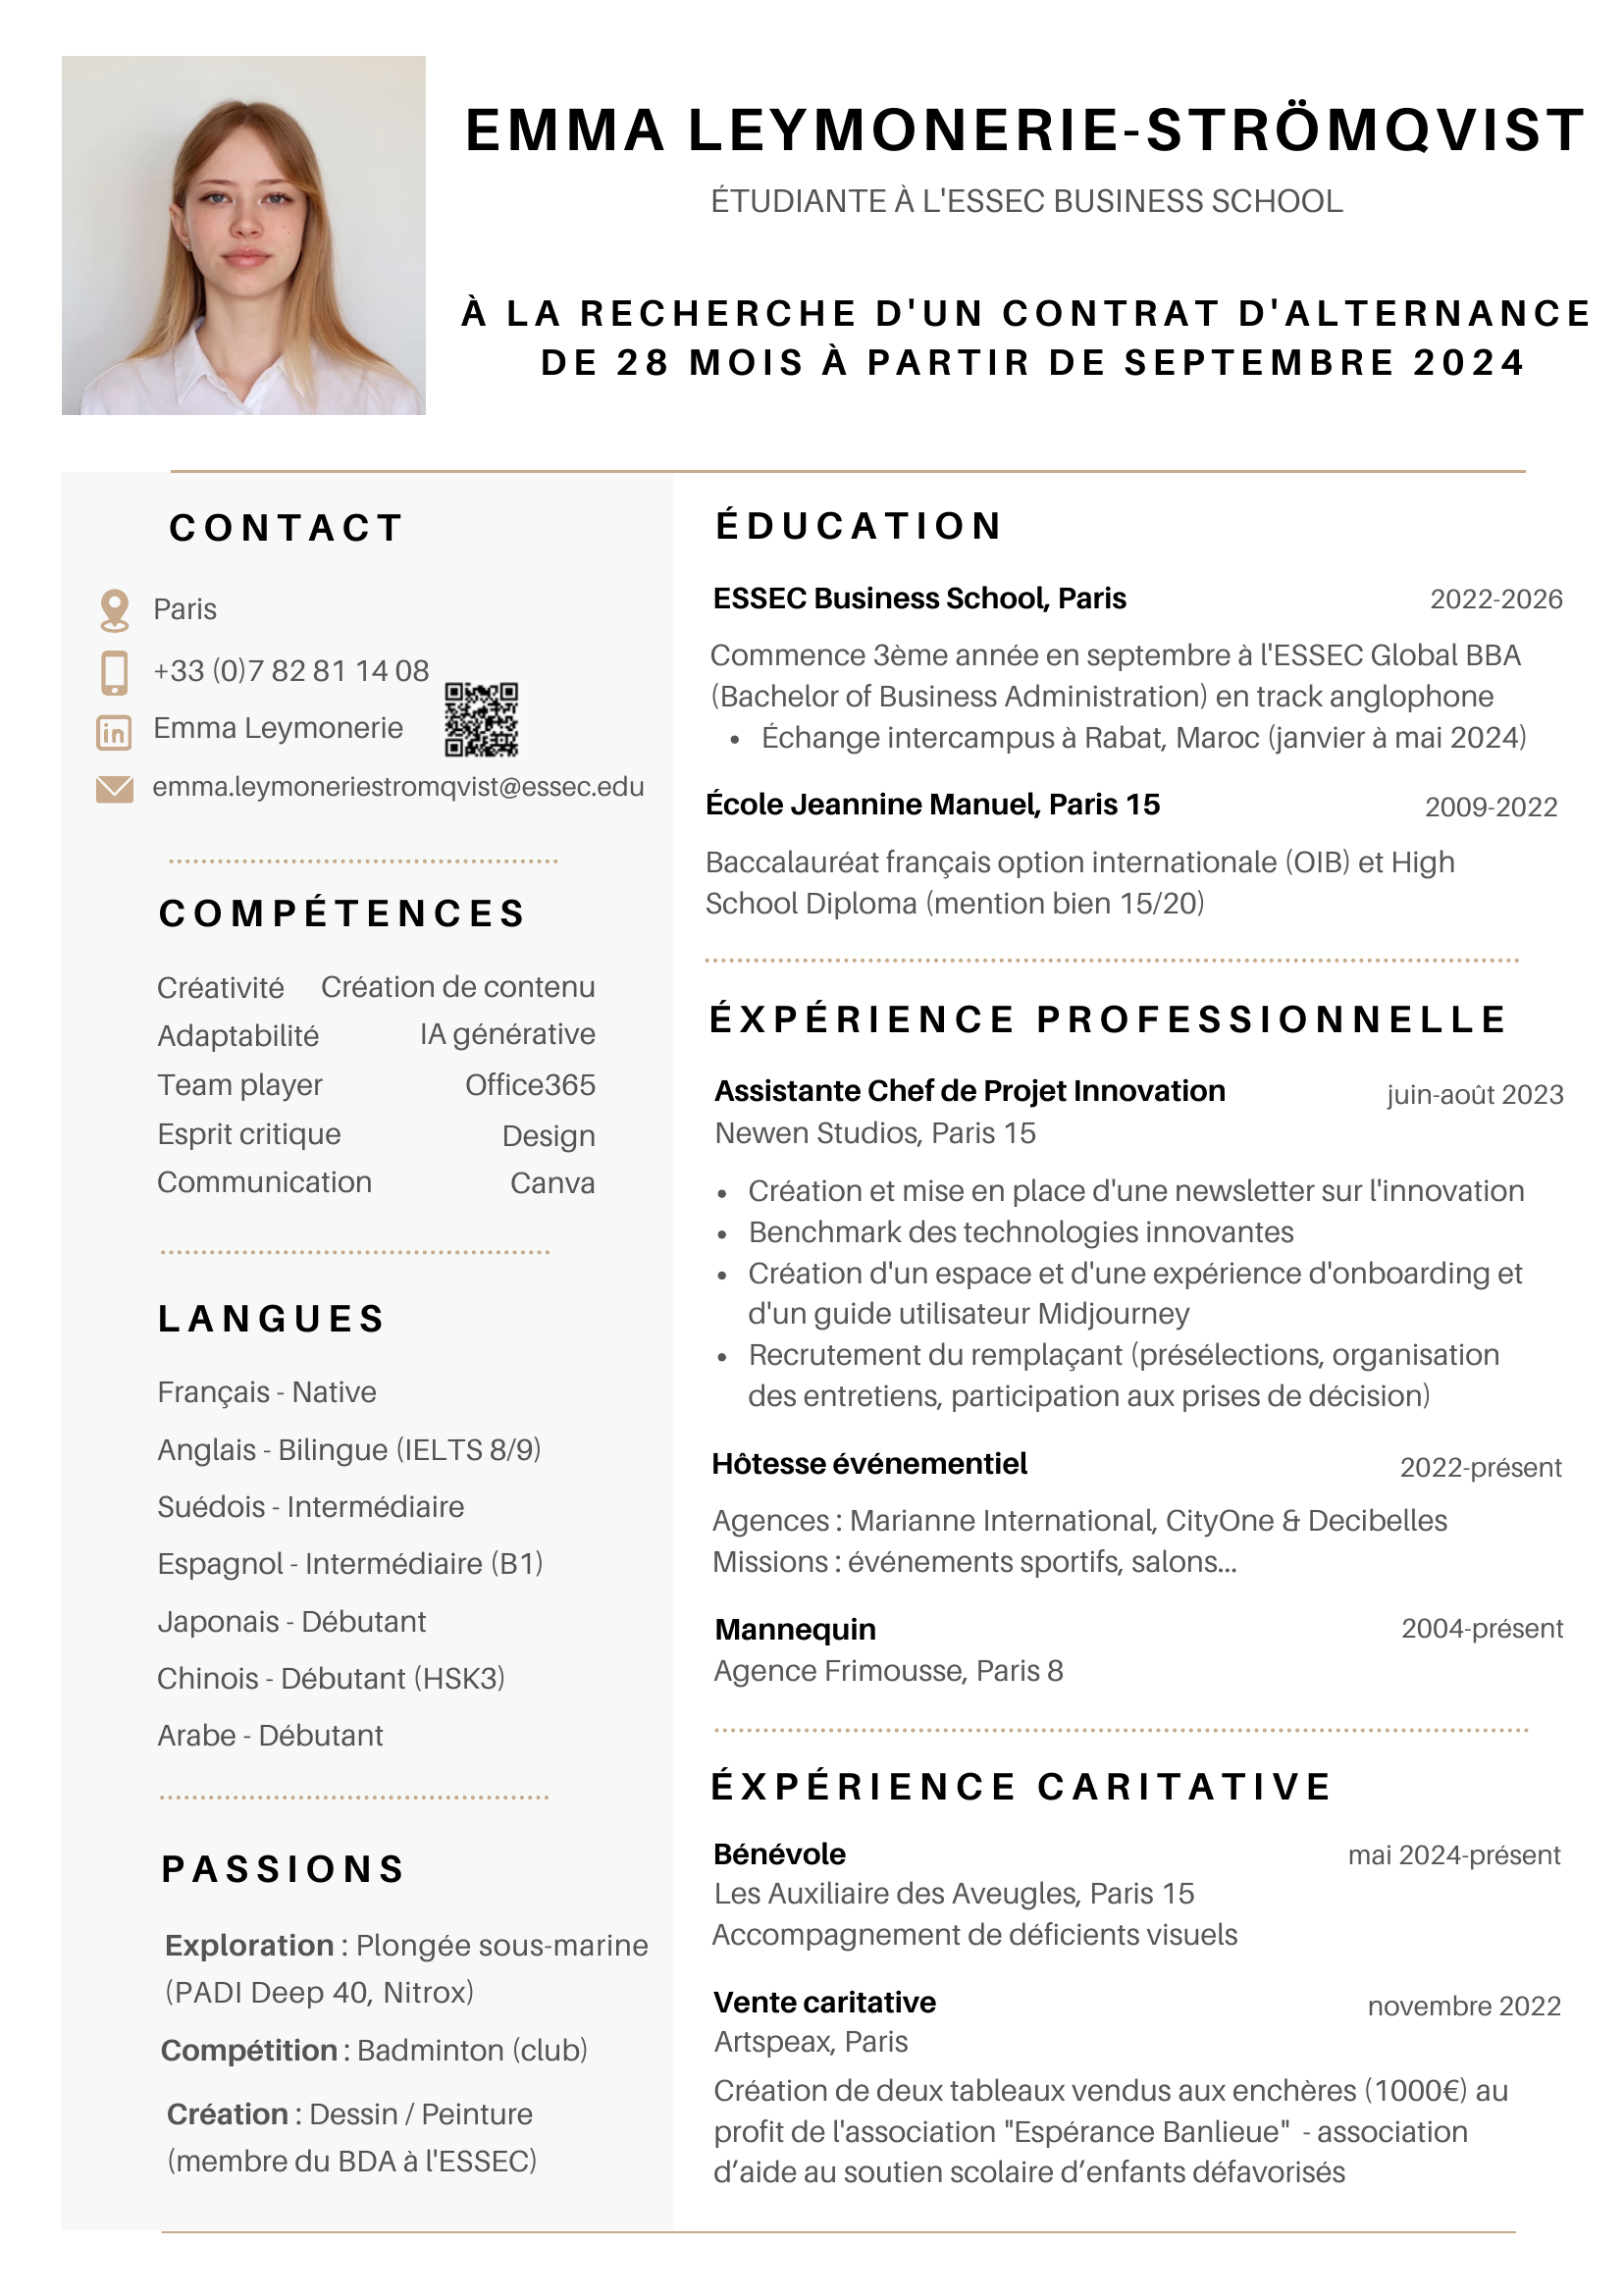 EMMA LEYMONERIE-STRÖMQVIST
ÉTUDIANTE À L'ESSEC BUSINESS SCHOOL
À LA RECHERCHE D'UN CONTRAT D'ALTERNANCE
DE 28 MOIS À PARTIR DE SEPTEMBRE 2024
CONTACT
Paris
+33 (0)7 82 81 14 08
in Emma Leymonerie
emma.leymoneriestromqvist@essec.edu
COMPÉTENCES
Créativité Création de contenu
Adaptabilité IA générative
Team player Office365
Esprit critique Design
Communication Canva
LANGUES
Français - Native
Anglais - Bilingue (IELTS 8/9)
Suédois - Intermédiaire
Espagnol - Intermédiaire (B1)
Japonais - Débutant
Chinois - Débutant (HSK3)
Arabe - Débutant
PASSIONS
Exploration : Plongée sous-marine
(PADI Deep 40, Nitrox)
Compétition : Badminton (club)
Création : Dessin / Peinture
(membre du BDA à l'ESSEC)
ÉDUCATION
ESSEC Business School, Paris 2022-2026
Commence 3ème année en septembre à l'ESSEC Global BBA
(Bachelor of Business Administration) en track anglophone
• Échange intercampus à Rabat, Maroc (janvier à mai 2024)
École Jeannine Manuel, Paris 15 2009-2022
Baccalauréat français option internationale (OIB) et High
School Diploma (mention bien 15/20)
ÉXPÉRIENCE PROFESSIONNELLE
Assistante Chef de Projet Innovation juin-août 2023
Newen Studios, Paris 15
• Création et mise en place d'une newsletter sur l'innovation
• Benchmark des technologies innovantes
• Création d'un espace et d'une expérience d'onboarding et
d'un guide utilisateur Midjourney
• Recrutement du remplaçant (présélections, organisation
des entretiens, participation aux prises de décision)
Hôtesse événementiel 2022-présent
Agences : Marianne International, CityOne & Decibelles
Missions : événements sportifs, salons...
Mannequin 2004-présent
Agence Frimousse, Paris 8
ÉXPÉRIENCE CARITATIVE
Bénévole mai 2024-présent
Les Auxiliaire des Aveugles, Paris 15
Accompagnement de déficients visuels
Vente caritative novembre 2022
Artspeax, Paris
Création de deux tableaux vendus aux enchères (1000€) au
profit de l'association "Espérance Banlieue" - association
d’aide au soutien scolaire d’enfants défavorisés